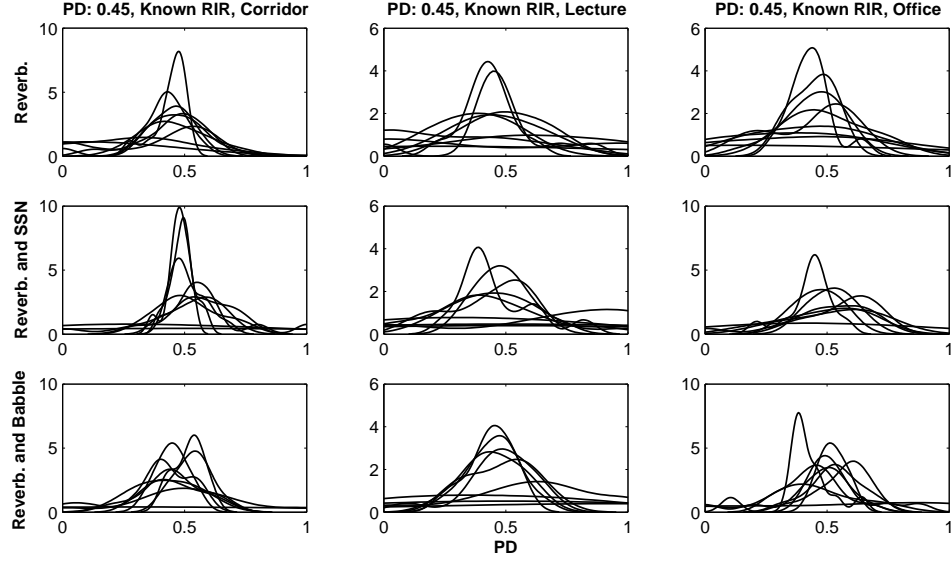 PD: 0.45, Known RIR, Corridor
PD: 0.45, Known RIR, Lecture
PD: 0.45, Known RIR, Office
Reverb.
10
5
0
0 0.5 1
6
4
2
0
0 0.5 1
6
4
2
0
0 0.5 1
Reverb. and SSN
10
5
0
0 0.5 1
6
4
2
0
0 0.5 1
10
5
0
0 0.5 1
Reverb. and Babble
10
5
0
0 0.5 1
6
4
2
0
0 0.5 1
10
5
0
0 0.5 1
PD